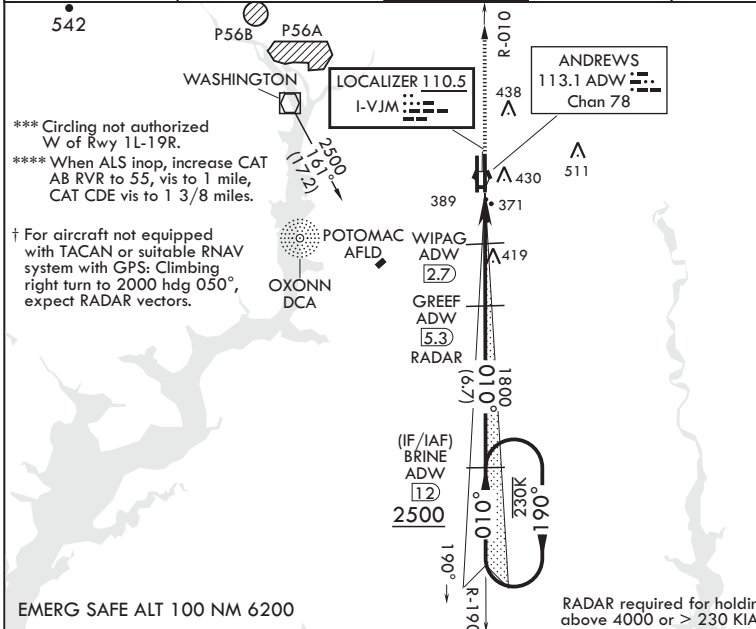 542
P56B
P56A
WASHINGTON
2500
161°
(17.2)
LOCALIZER 110.5
I-VJM
R-010
438
ANDREWS
113.1 ADW
Chan 78
511
430
389
371
*** Circling not authorized
W of Rwy 1L-19R.
**** When ALS inop, increase CAT
AB RVR to 55, vis to 1 mile,
CAT CDE vis to 1 3/8 miles.
† For aircraft not equipped
with TACAN or suitable RNAV
system with GPS: Climbing
right turn to 2000 hdg 050°,
expect RADAR vectors.
POTOMAC
AFLD
OXONN
DCA
WIPAG
ADW
2.7
419
GREEF
ADW
5.3
RADAR
1800
010°
(6.7)
(IF/IAF)
BRINE
ADW
12
2500
010°
230K
190°
190°
R-190
EMERG SAFE ALT 100 NM 6200
RADAR required for holdin
above 4000 or > 230 KIA